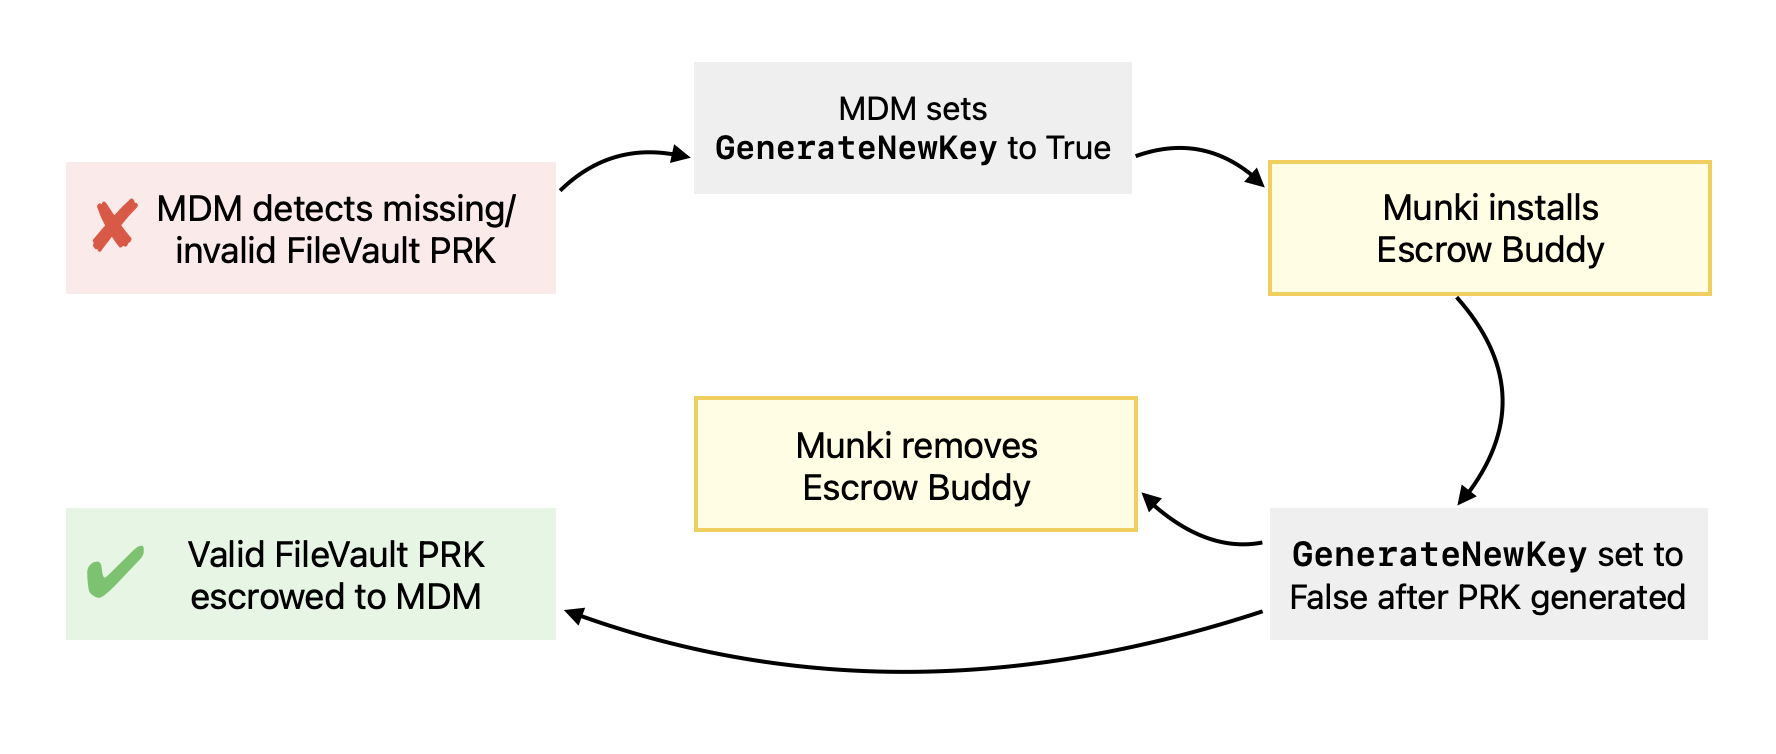 MDM detects missing/
invalid FileVault PRK
MDM sets
GenerateNewKey to True
Munki installs
Escrow Buddy
GenerateNewKey set to
False after PRK generated
Munki removes
Escrow Buddy
Valid FileVault PRK
escrowed to MDM